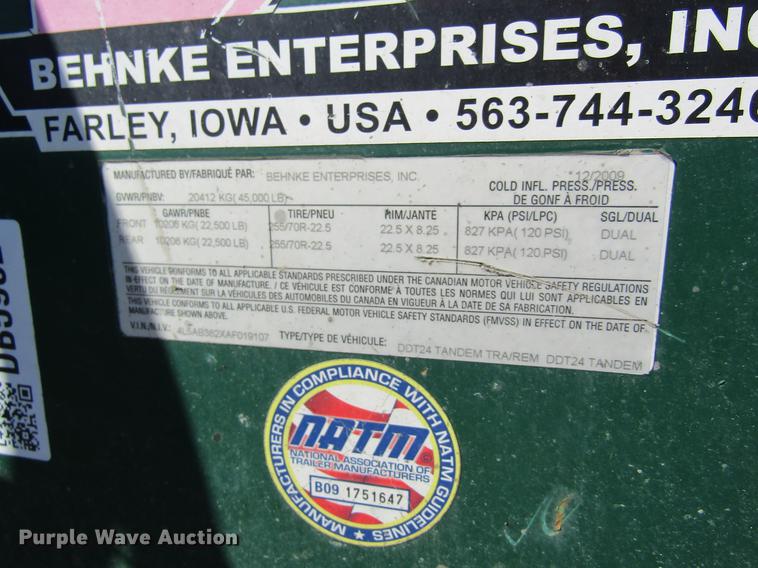 BEHNKE ENTERPRISES, INC
FARLEY, IOWA • USA • 563-744-3246
MANUFACTURED BY/FABRIQUÉ PAR: BEHNKE ENTERPRISES, INC. 12/2009
GVWR/PNBV: 20412 KG( 45,000 LB) COLD INFL. PRESS./PRESS.
DE GONF À FROID
GAWR/PNBE TIRE/PNEU RIM/JANTE KPA (PSI/LPC) SGL/DUAL
FRONT 10206 KG( 22,500 LB) 255/70R-22.5 22.5 X 8.25 827 KPA( 120 PSI) DUAL
REAR 10206 KG( 22,500 LB) 255/70R-22.5 22.5 X 8.25 827 KPA( 120 PSI) DUAL
THIS VEHICLE CONFORMS TO ALL APPLICABLE STANDARDS PRESCRIBED UNDER THE CANADIAN MOTOR VEHICLE SAFETY REGULATIONS
IN EFFECT ON THE DATE OF MANUFACTURE. / CE VÉHICULE EST CONFORME À TOUTES LES NORMES QUI LUI SONT APPLICABLES EN
VERTU DU RÈGLEMENT SUR LA SÉCURITÉ DES VÉHICULES AUTOMOBILES DU CANADA EN VIGUEUR À LA DATE DE SA FABRICATION.
THIS VEHICLE CONFORMS TO ALL APPLICABLE U.S. FEDERAL MOTOR VEHICLE SAFETY STANDARDS (FMVSS) IN EFFECT ON THE DATE OF
MANUFACTURE SHOWN ABOVE.
V.I.N./N.I.V.: 4L5AB362XAF019107 TYPE/TYPE DE VÉHICULE: DDT24 TANDEM TRA/REM DDT24 TANDEM
MANUFACTURERS IN COMPLIANCE WITH NATM GUIDELINES
NATM
NATIONAL ASSOCIATION OF
TRAILER MANUFACTURERS
B09 1751647
Purple Wave Auction